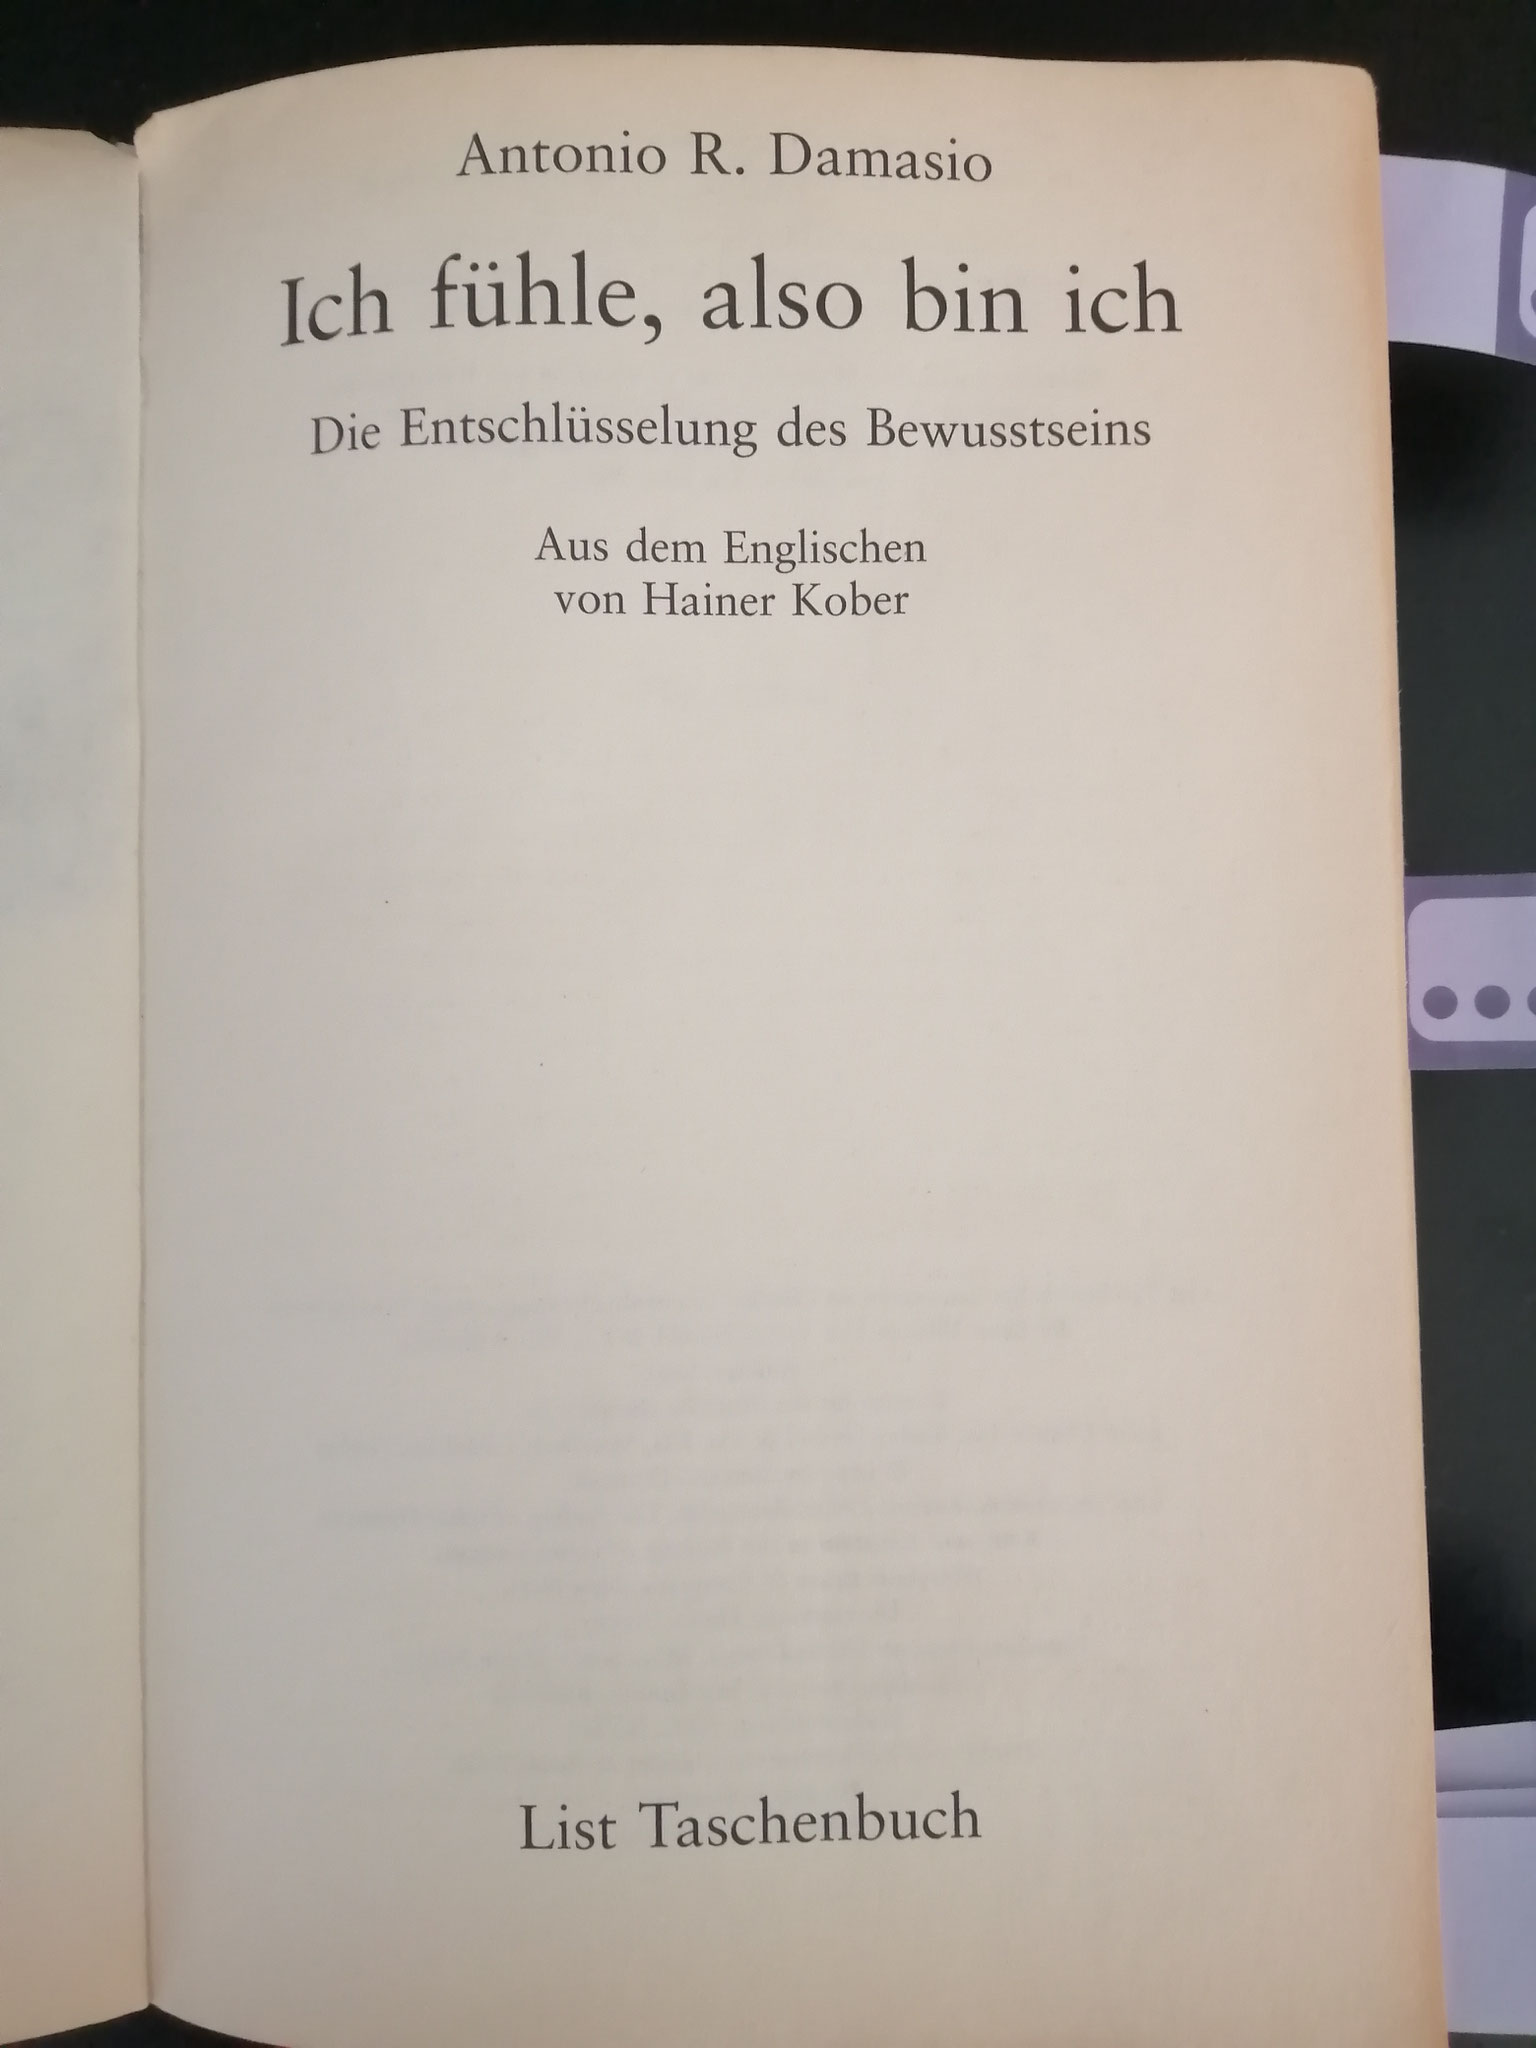 Antonio R. Damasio
Ich fühle, also bin ich
Die Entschlüsselung des Bewusstseins
Aus dem Englischen
von Hainer Kober
List Taschenbuch